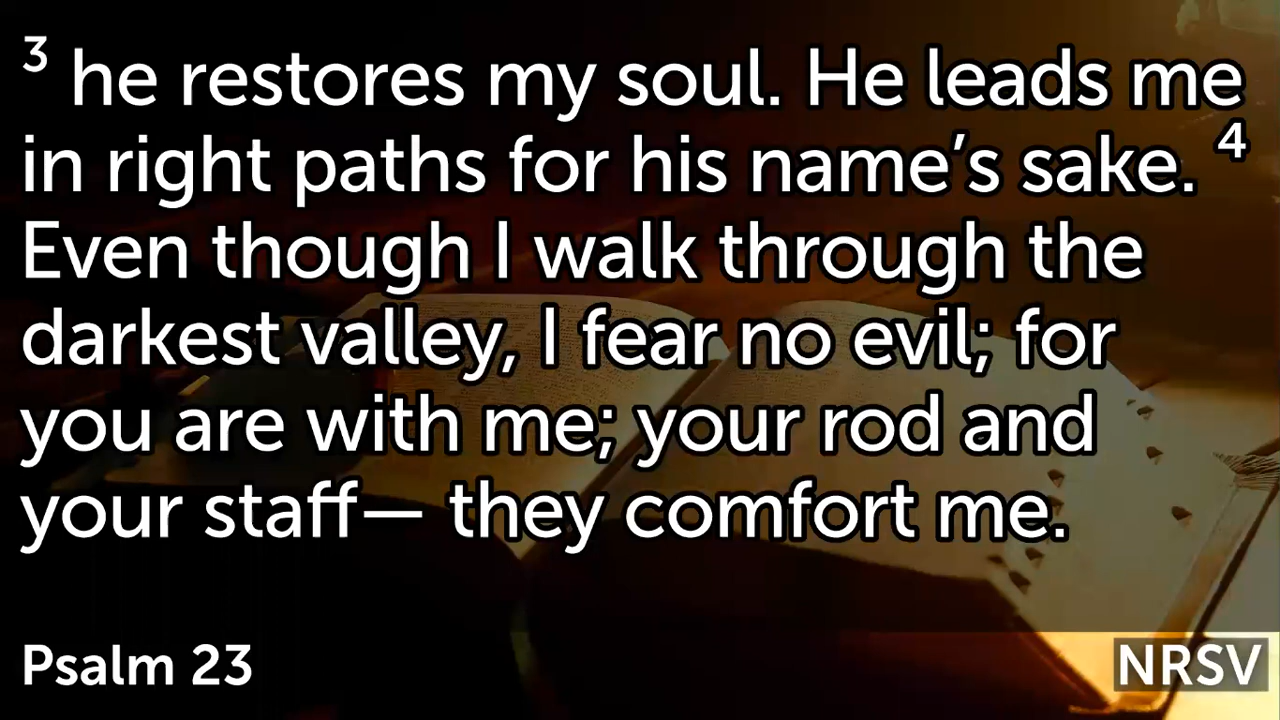 ³ he restores my soul. He leads me
in right paths for his name’s sake. ⁴
Even though I walk through the
darkest valley, I fear no evil; for
you are with me; your rod and
your staff— they comfort me.
Psalm 23
NRSV